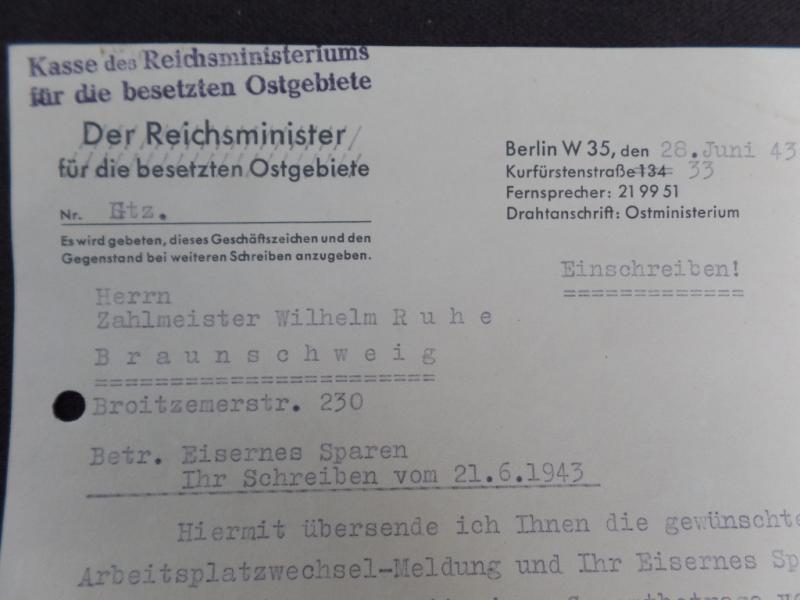 Kasse des Reichsministeriums
für die besetzten Ostgebiete
Der Reichsminister
für die besetzten Ostgebiete
Nr. Etz.
Es wird gebeten, dieses Geschäftszeichen und den
Gegenstand bei weiteren Schreiben anzugeben.
Berlin W 35, den 28.Juni 43
Kurfürstenstraße 134 33
Fernsprecher: 21 99 51
Drahtanschrift: Ostministerium
Einschreiben!
=============
Herrn
Zahlmeister Wilhelm R u h e
B r a u n s c h w e i g
========================
Broitzemerstr. 230
Betr. Eisernes Sparen
Ihr Schreiben vom 21.6.1943
Hiermit übersende ich Ihnen die gewünschte
Arbeitsplatzwechsel-Meldung und Ihr Eisernes Sp